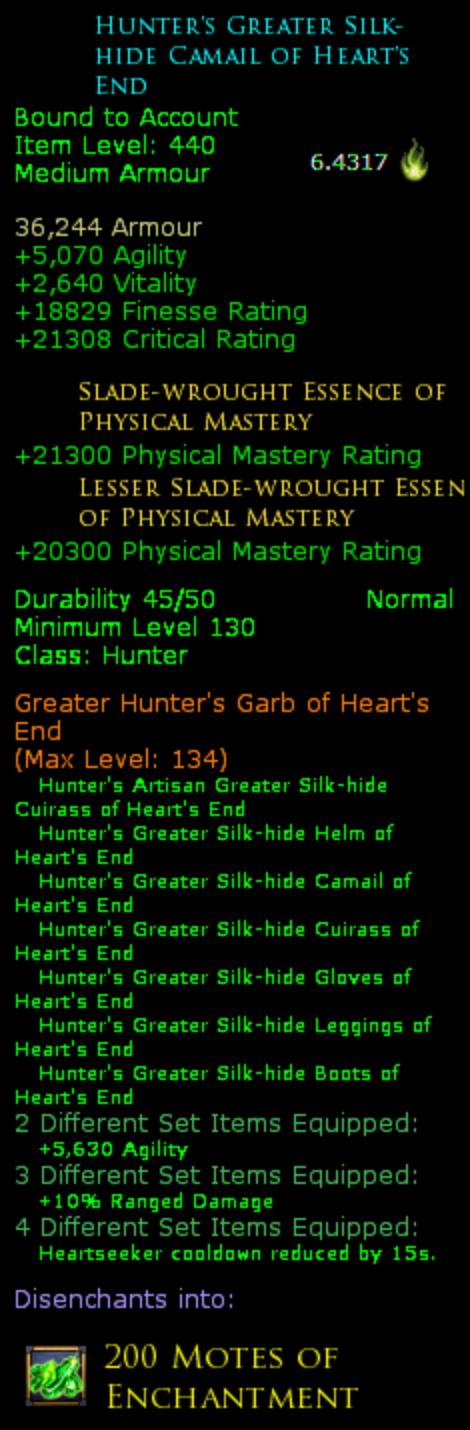 Hunter's Greater Silk-
hide Camail of Heart's
End
Bound to Account
Item Level: 440
Medium Armour
6.4317
36,244 Armour
+5,070 Agility
+2,640 Vitality
+18829 Finesse Rating
+21308 Critical Rating
Slade-wrought Essence of
Physical Mastery
+21300 Physical Mastery Rating
Lesser Slade-wrought Essen
of Physical Mastery
+20300 Physical Mastery Rating
Durability 45/50 Normal
Minimum Level 130
Class: Hunter
Greater Hunter's Garb of Heart's
End
(Max Level: 134)
Hunter's Artisan Greater Silk-hide
Cuirass of Heart's End
Hunter's Greater Silk-hide Helm of
Heart's End
Hunter's Greater Silk-hide Camail of
Heart's End
Hunter's Greater Silk-hide Cuirass of
Heart's End
Hunter's Greater Silk-hide Gloves of
Heart's End
Hunter's Greater Silk-hide Leggings of
Heart's End
Hunter's Greater Silk-hide Boots of
Heart's End
2 Different Set Items Equipped:
+5,630 Agility
3 Different Set Items Equipped:
+10% Ranged Damage
4 Different Set Items Equipped:
Heartseeker cooldown reduced by 15s.
Disenchants into:
200 Motes of
Enchantment